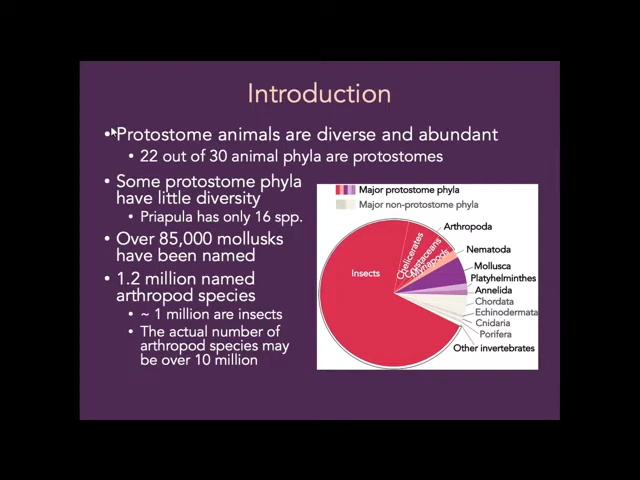 Introduction
• Protostome animals are diverse and abundant
• 22 out of 30 animal phyla are protostomes
• Some protostome phyla
have little diversity
• Priapula has only 16 spp.
• Over 85,000 mollusks
have been named
• 1.2 million named
arthropod species
• ~ 1 million are insects
• The actual number of
arthropod species may
be over 10 million
Major protostome phyla
Major non-protostome phyla
Arthropoda
Chelicerates
Crustaceans
Myriapods
Insects
Nematoda
Mollusca
Platyhelminthes
Annelida
Chordata
Echinodermata
Cnidaria
Porifera
Other invertebrates